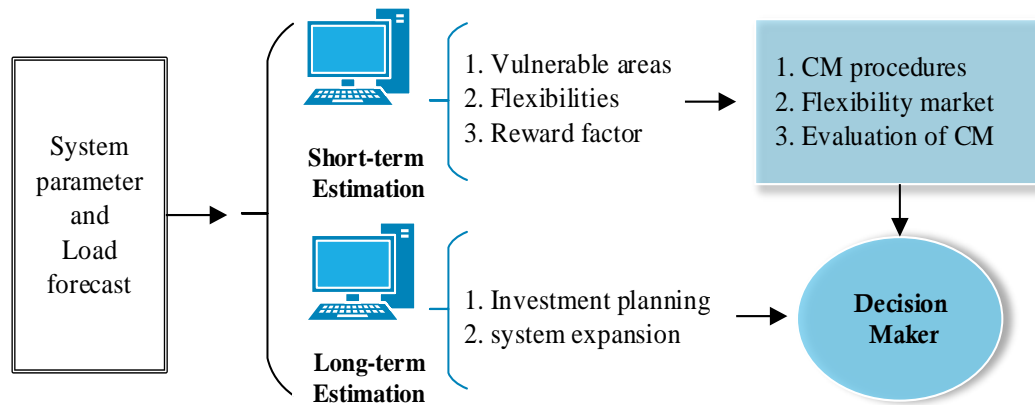 System
parameter
and
Load
forecast
Short-term
Estimation
1. Vulnerable areas
2. Flexibilities
3. Reward factor
1. CM procedures
2. Flexibility market
3. Evaluation of CM
Long-term
Estimation
1. Investment planning
2. system expansion
Decision
Maker